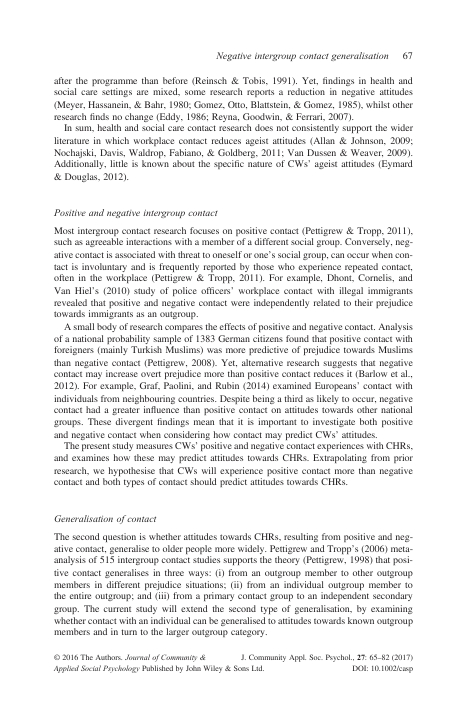 Negative intergroup contact generalisation 67
after the programme than before (Reinsch & Tobis, 1991). Yet, findings in health and
social care settings are mixed, some research reports a reduction in negative attitudes
(Meyer, Hassanein, & Bahr, 1980; Gomez, Otto, Blattstein, & Gomez, 1985), whilst other
research finds no change (Eddy, 1986; Reyna, Goodwin, & Ferrari, 2007).
In sum, health and social care contact research does not consistently support the wider
literature in which workplace contact reduces ageist attitudes (Allan & Johnson, 2009;
Nochajski, Davis, Waldrop, Fabiano, & Goldberg, 2011; Van Dussen & Weaver, 2009).
Additionally, little is known about the specific nature of CWs' ageist attitudes (Eymard
& Douglas, 2012).
Positive and negative intergroup contact
Most intergroup contact research focuses on positive contact (Pettigrew & Tropp, 2011),
such as agreeable interactions with a member of a different social group. Conversely, neg-
ative contact is associated with threat to oneself or one's social group, can occur when con-
tact is involuntary and is frequently reported by those who experience repeated contact,
often in the workplace (Pettigrew & Tropp, 2011). For example, Dhont, Cornelis, and
Van Hiel's (2010) study of police officers' workplace contact with illegal immigrants
revealed that positive and negative contact were independently related to their prejudice
towards immigrants as an outgroup.
A small body of research compares the effects of positive and negative contact. Analysis
of a national probability sample of 1383 German citizens found that positive contact with
foreigners (mainly Turkish Muslims) was more predictive of prejudice towards Muslims
than negative contact (Pettigrew, 2008). Yet, alternative research suggests that negative
contact may increase overt prejudice more than positive contact reduces it (Barlow et al.,
2012). For example, Graf, Paolini, and Rubin (2014) examined Europeans' contact with
individuals from neighbouring countries. Despite being a third as likely to occur, negative
contact had a greater influence than positive contact on attitudes towards other national
groups. These divergent findings mean that it is important to investigate both positive
and negative contact when considering how contact may predict CWs' attitudes.
The present study measures CWs' positive and negative contact experiences with CHRs,
and examines how these may predict attitudes towards CHRs. Extrapolating from prior
research, we hypothesise that CWs will experience positive contact more than negative
contact and both types of contact should predict attitudes towards CHRs.
Generalisation of contact
The second question is whether attitudes towards CHRs, resulting from positive and neg-
ative contact, generalise to older people more widely. Pettigrew and Tropp's (2006) meta-
analysis of 515 intergroup contact studies supports the theory (Pettigrew, 1998) that posi-
tive contact generalises in three ways: (i) from an outgroup member to other outgroup
members in different prejudice situations; (ii) from an individual outgroup member to
the entire outgroup; and (iii) from a primary contact group to an independent secondary
group. The current study will extend the second type of generalisation, by examining
whether contact with an individual can be generalised to attitudes towards known outgroup
members and in turn to the larger outgroup category.
© 2016 The Authors. Journal of Community & J. Community Appl. Soc. Psychol., 27: 65–82 (2017)
Applied Social Psychology Published by John Wiley & Sons Ltd. DOI: 10.1002/casp